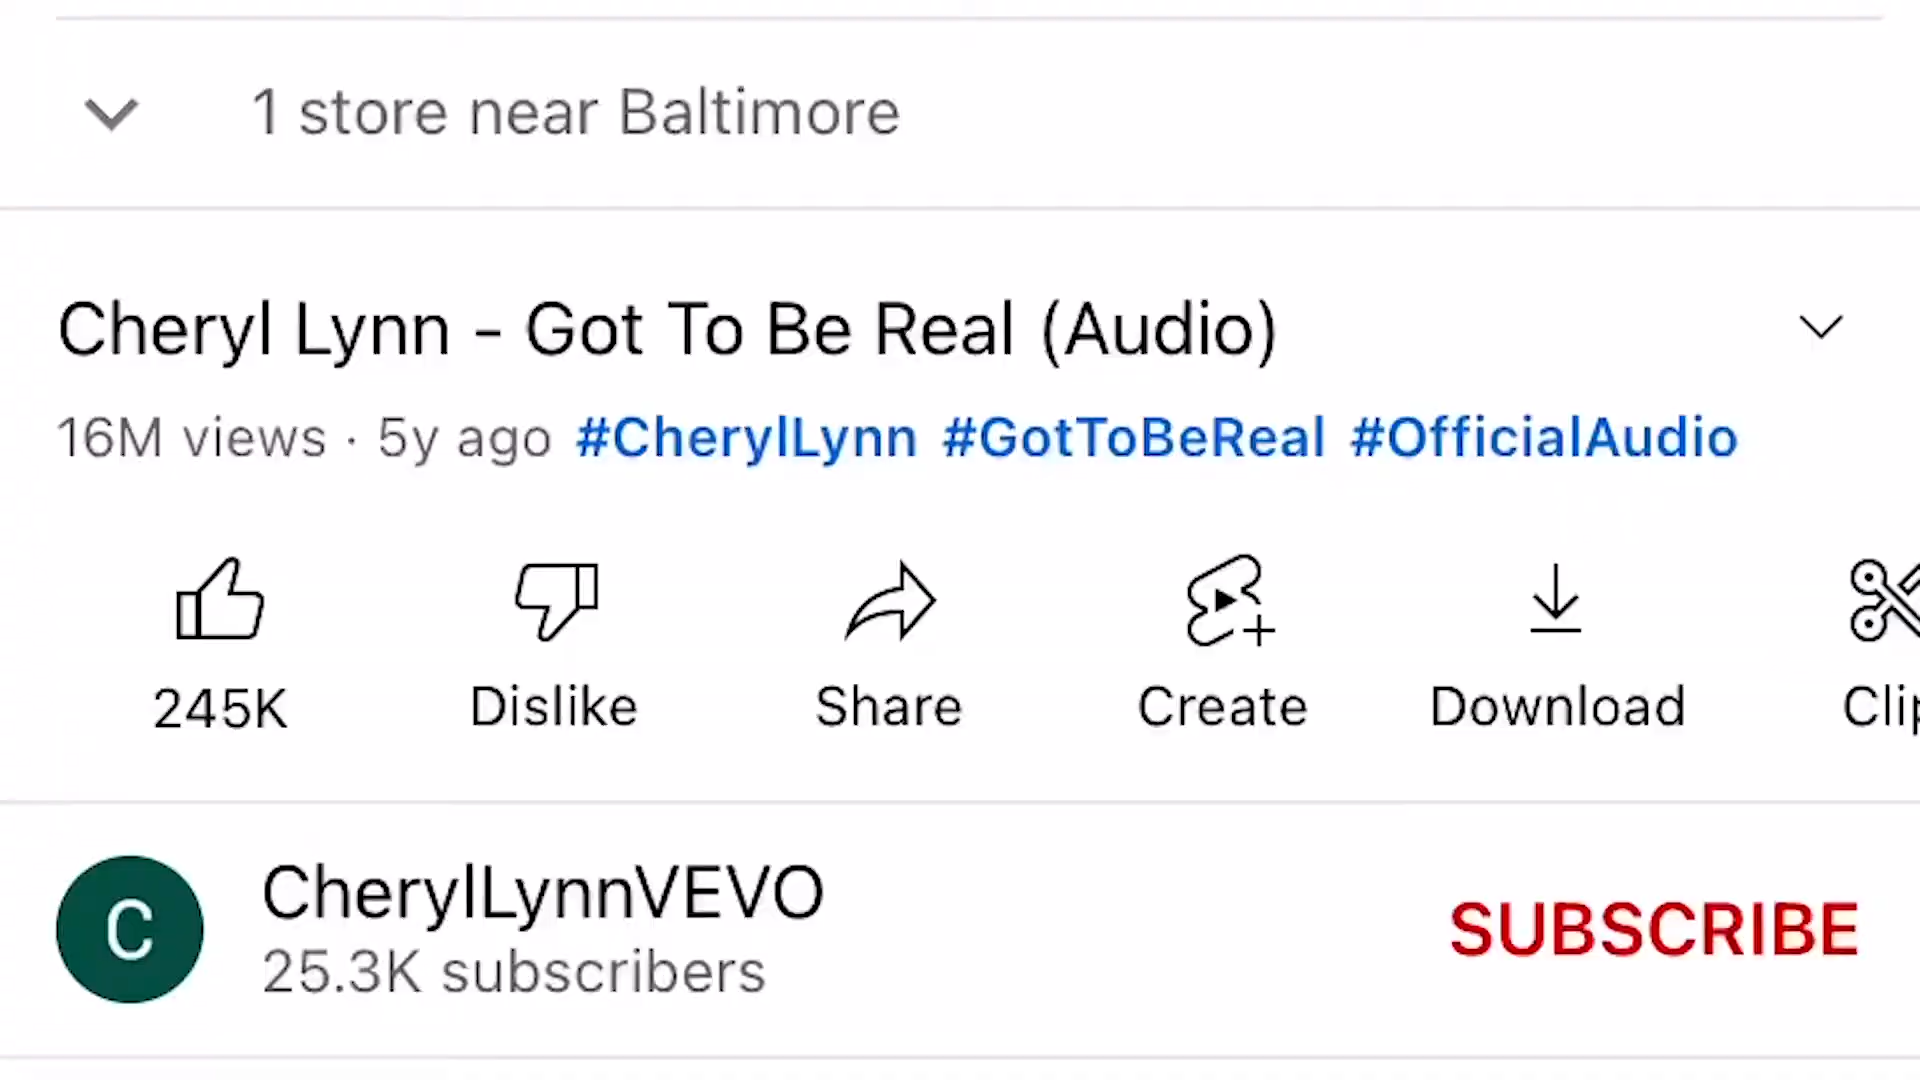 1 store near Baltimore
Cheryl Lynn - Got To Be Real (Audio)
16M views · 5y ago #CherylLynn #GotToBeReal #OfficialAudio
245K Dislike Share Create Download Clip
C
CherylLynnVEVO
25.3K subscribers
SUBSCRIBE